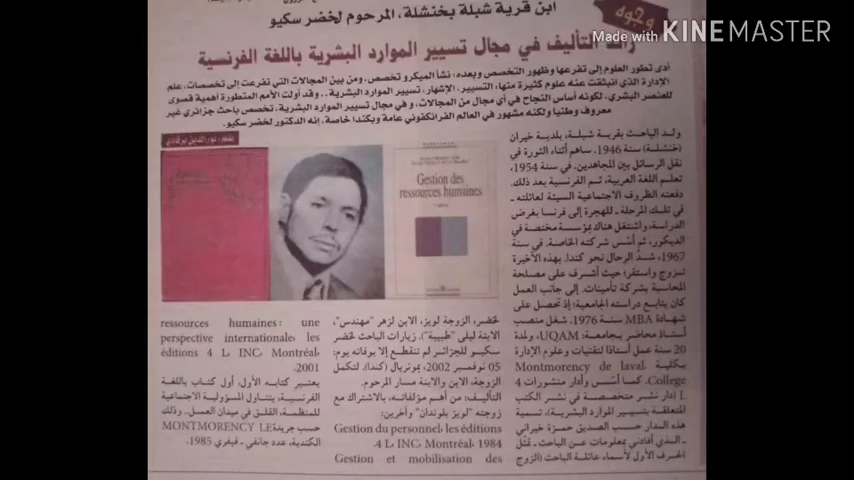 Made with KINEMASTER
وجوه
ابن قرية شبلة بخنشلة، المرحوم لخضر سكيو
التأليف في مجال تسيير الموارد البشرية باللغة الفرنسية
أدى تطور العلوم إلى تفرعها وظهور التخصص وبعده: نشأ الميكرو تخصص، ومن بين المجالات التي تفرعت إلى تخصصات، علم
الإدارة الذي انبثقت عنه علوم كثيرة منها: التسيير، الإشهار، تسيير الموارد البشرية.. وقد أولت الأمم المتطورة أهمية قصوى
للعنصر البشري، لكونه أساس النجاح في أي مجال من المجالات، و في مجال تسيير الموارد البشرية، تخصص باحث جزائري غير
معروف وطنيا ولكنه مشهور في العالم الفرانكفوني عامة وبكندا خاصة، إنه الدكتور لخضر سكيو.
ولد الباحث بقرية شبلة، بلدية خيران
(خنشلة) سنة 1946. ساهم أثناء الثورة في
نقل الرسائل بين المجاهدين. في سنة 1954،
تعلم اللغة العربية، ثم الفرنسية بعد ذلك.
دفعته الظروف الاجتماعية السيئة لعائلته ـ
في تلك المرحلة ـ للهجرة إلى فرنسا بغرض
الدراسة، واشتغل هناك بمؤسسة مختصة في
الديكور، ثم أسس شركته الخاصة. في سنة
1967، شد الرحال نحو كندا. بهذه الأخيرة
تزوج واستقر؛ حيث أشرف على مصلحة
المحاسبة بشركة تأمينات. إلى جانب العمل
كان يتابع دراسته الجامعية؛ إذ تحصل على
شهادة MBA سنة 1976. شغل منصب
أستاذ محاضر بجامعة: UQAM، ولمدة
20 سنة عمل أستاذا للتقنيات وعلوم الإدارة
بكلية Montmorency de laval
College. كما أسس وأدار منشورات 4
L (دار نشر متخصصة في نشر الكتب
المتعلقة بتسيير الموارد البشرية)، تسمية
هذه الدار حسب الصديق حمزة خيراني
ـ الذي أفادني بمعلومات عن الباحث ـ تمثل
الحرف الأول لأسماء عائلة الباحث (الزوج
Gestion des
ressources humaines
لخضر، الزوجة لويز، الابن لزهر "مهندس"،
الابنة ليلى "طبيبة"). زيارات الباحث لخضر
سكيو للجزائر لم تنقطع إلا بوفاته يوم:
05 نوفمبر 2002، بمونتريال (كندا). لتكمل
الزوجة، الابن والابنة مسار المرحوم.
التأليف: من أهم مؤلفاته، بالاشتراك مع
زوجته "لويز بلوندان" وآخرين:
Gestion du personnel، les éditions
4 L، INC، Montréal، 1984.
Gestion et mobilisation des
ressources humaines: une
perspective internationale، les
éditions 4 L، INC، Montréal،
2001.
يعتبر كتابه الأول، أول كتاب باللغة
الفرنسية، يتناول المسؤولية الاجتماعية
للمنظمة، القلق في ميدان العمل.. وذلك
حسب جريدة MONTMORENCY LE
الكندية، عدد جانفي - فيفري 1985.